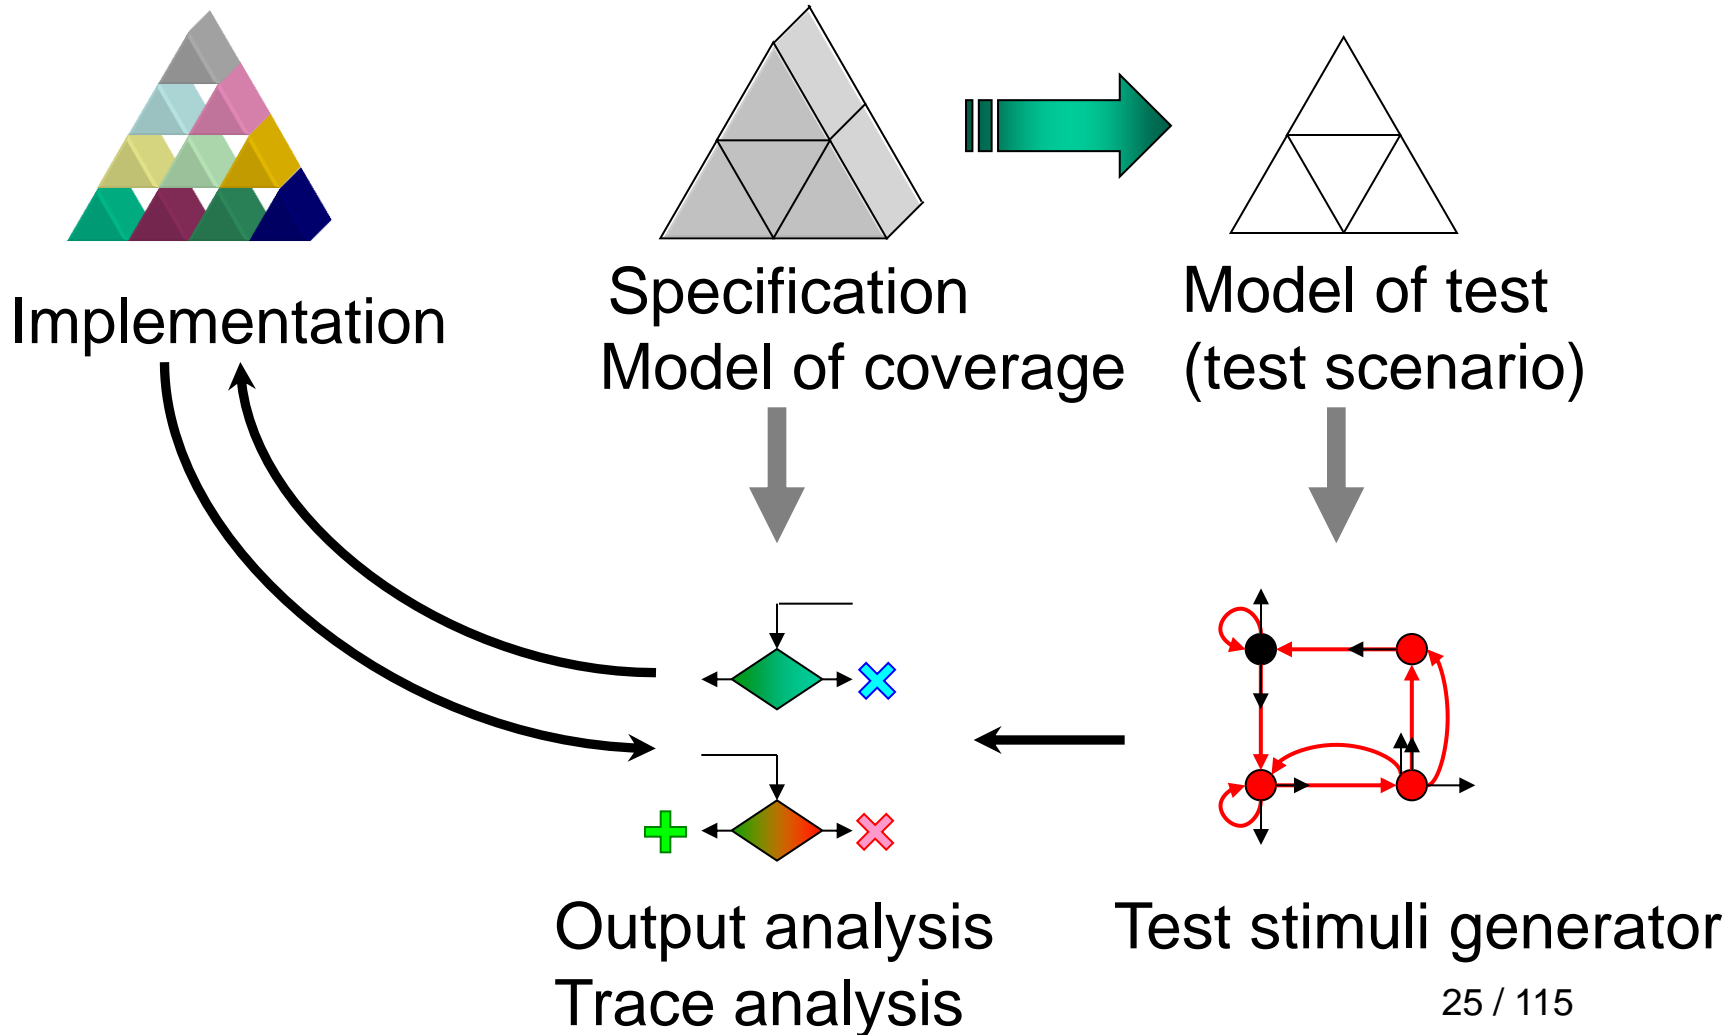 Implementation
Specification
Model of coverage
Model of test
(test scenario)
Output analysis
Trace analysis
Test stimuli generator
25 / 115